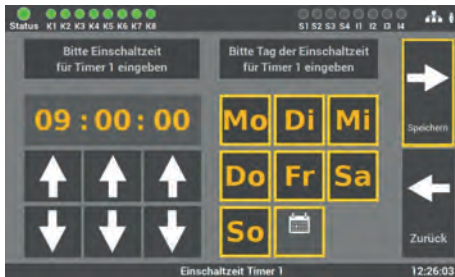 Status K1 K2 K3 K4 K5 K6 K7 K8
S1 S2 S3 S4 I1 I2 I3 I4
Bitte Einschaltzeit
für Timer 1 eingeben
Bitte Tag der Einschaltzeit
für Timer 1 eingeben
Speichern
09 : 00 : 00
Mo Di Mi
Do Fr Sa
So
Zurück
Einschaltzeit Timer 1
12:26:03